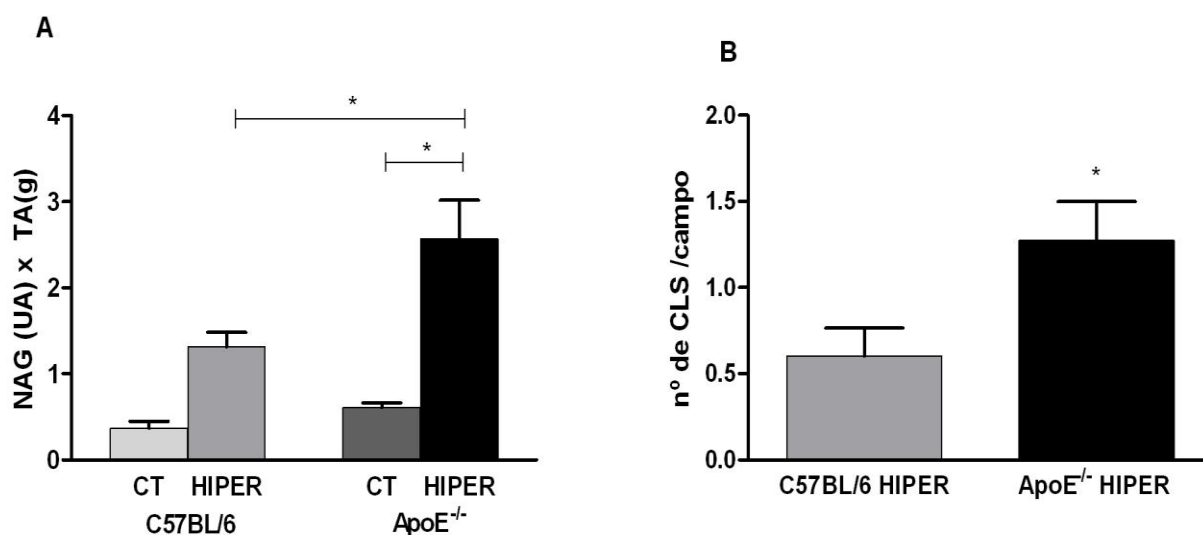 A
NAG (UA) x TA(g)
4
3
2
1
0
*
*
CT HIPER CT HIPER
C57BL/6 ApoE-/-
B
nº de CLS /campo
2.0
1.5
1.0
0.5
0.0
*
C57BL/6 HIPER ApoE-/- HIPER